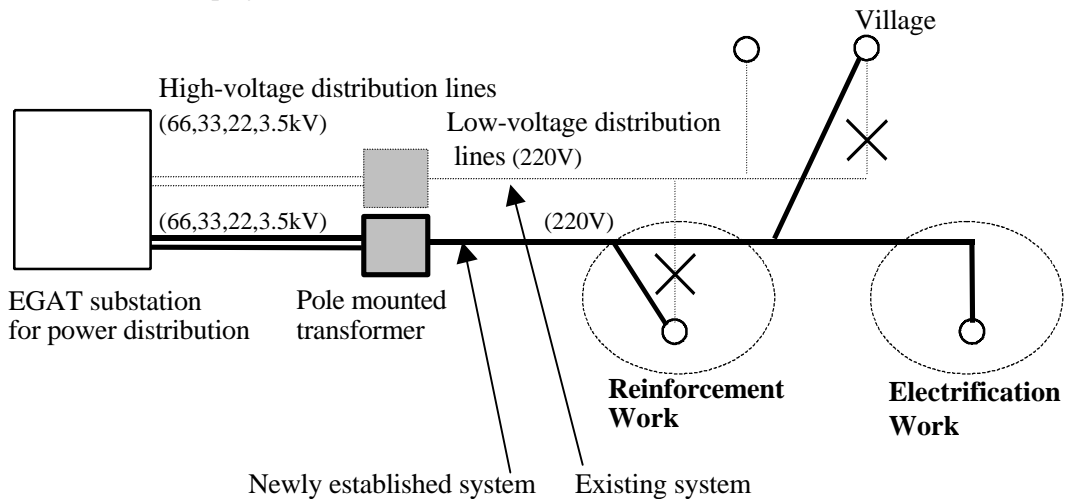 Village
High-voltage distribution lines
(66,33,22,3.5kV)
Low-voltage distribution
lines (220V)
(66,33,22,3.5kV)
(220V)
EGAT substation
for power distribution
Pole mounted
transformer
Reinforcement
Work
Electrification
Work
Newly established system
Existing system